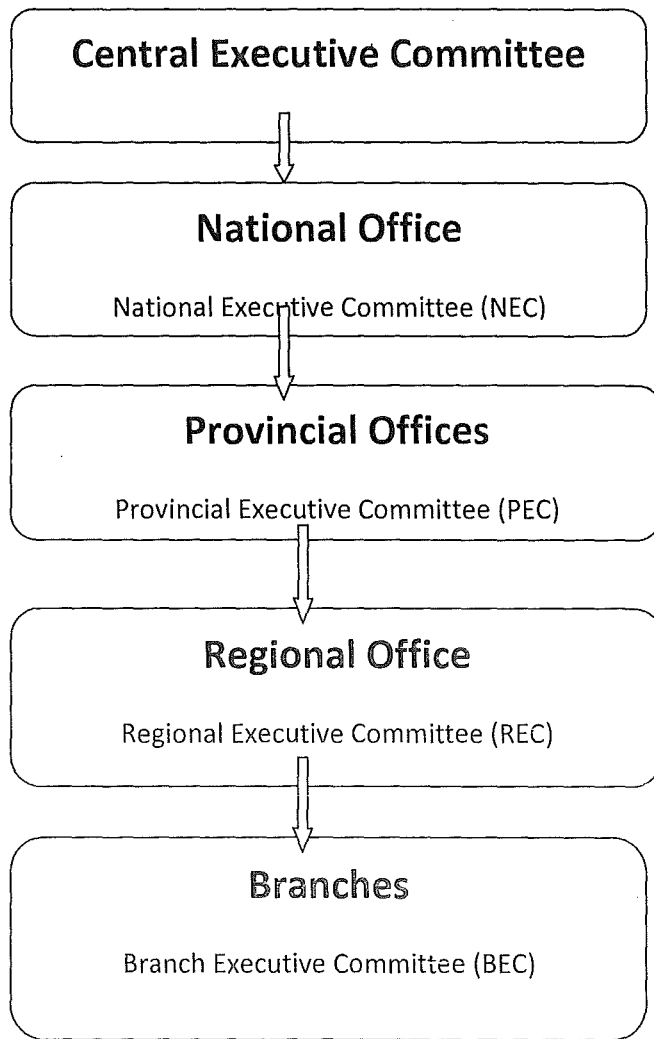 Central Executive Committee
National Office
National Executive Committee (NEC)
Provincial Offices
Provincial Executive Committee (PEC)
Regional Office
Regional Executive Committee (REC)
Branches
Branch Executive Committee (BEC)